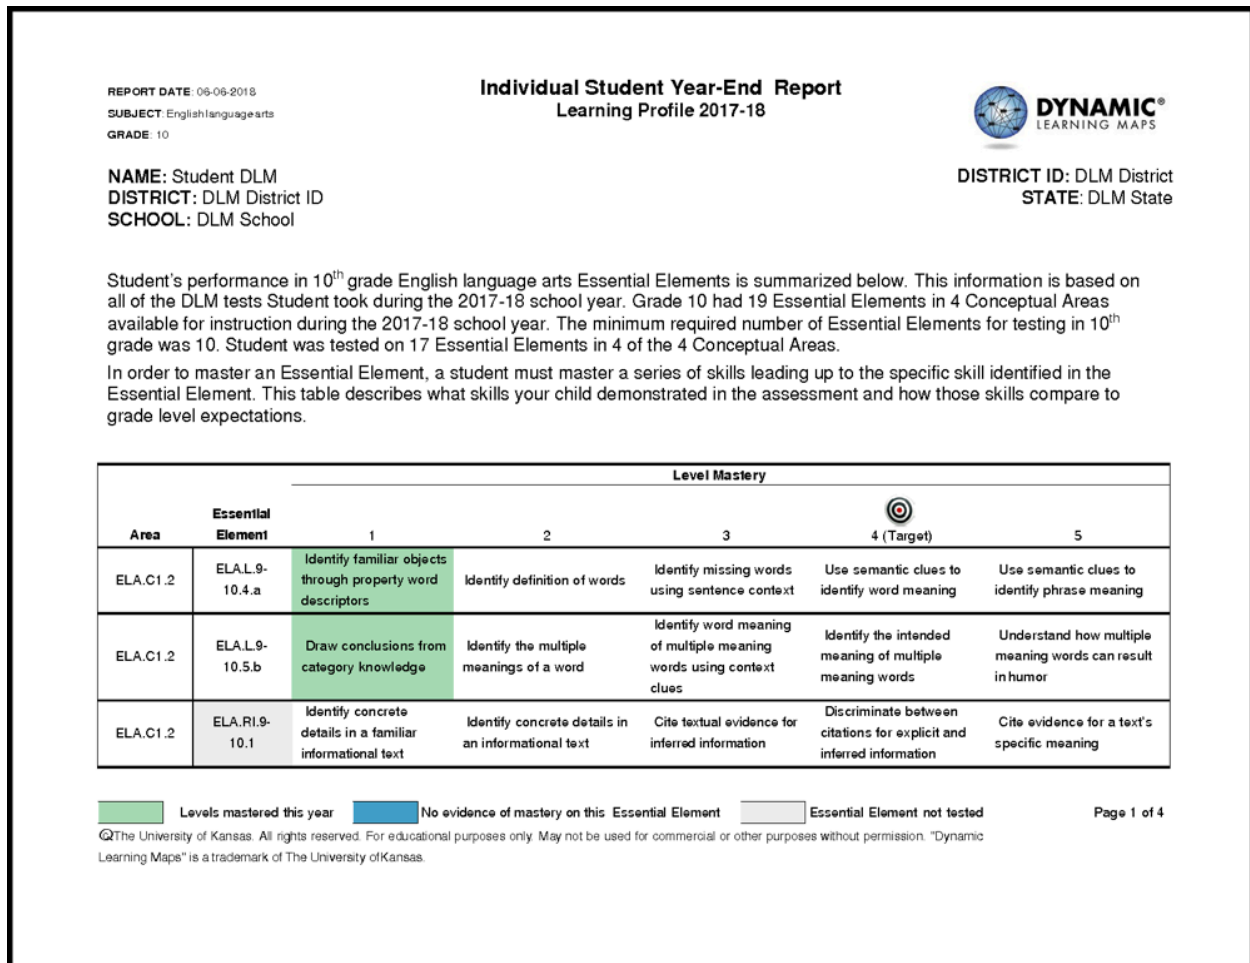 REPORT DATE: 06-06-2018
SUBJECT: English language arts
GRADE: 10
Individual Student Year-End Report
Learning Profile 2017-18
DYNAMIC®
LEARNING MAPS
NAME: Student DLM
DISTRICT: DLM District ID
SCHOOL: DLM School
DISTRICT ID: DLM District
STATE: DLM State
Student's performance in 10th grade English language arts Essential Elements is summarized below. This information is based on
all of the DLM tests Student took during the 2017-18 school year. Grade 10 had 19 Essential Elements in 4 Conceptual Areas
available for instruction during the 2017-18 school year. The minimum required number of Essential Elements for testing in 10th
grade was 10. Student was tested on 17 Essential Elements in 4 of the 4 Conceptual Areas.
In order to master an Essential Element, a student must master a series of skills leading up to the specific skill identified in the
Essential Element. This table describes what skills your child demonstrated in the assessment and how those skills compare to
grade level expectations.
Level Mastery
Area
Essential
Element
1
2
3
4 (Target)
5
ELA.C1.2
ELA.L.9-
10.4.a
Identify familiar objects
through property word
descriptors
Identify definition of words
Identify missing words
using sentence context
Use semantic clues to
identify word meaning
Use semantic clues to
identify phrase meaning
ELA.C1.2
ELA.L.9-
10.5.b
Draw conclusions from
category knowledge
Identify the multiple
meanings of a word
Identify word meaning
of multiple meaning
words using context
clues
Identify the intended
meaning of multiple
meaning words
Understand how multiple
meaning words can result
in humor
ELA.C1.2
ELA.RI.9-
10.1
Identify concrete
details in a familiar
informational text
Identify concrete details in
an informational text
Cite textual evidence for
inferred information
Discriminate between
citations for explicit and
inferred information
Cite evidence for a text's
specific meaning
Levels mastered this year
No evidence of mastery on this Essential Element
Essential Element not tested
Page 1 of 4
The University of Kansas. All rights reserved. For educational purposes only. May not be used for commercial or other purposes without permission. "Dynamic
Learning Maps" is a trademark of The University of Kansas.